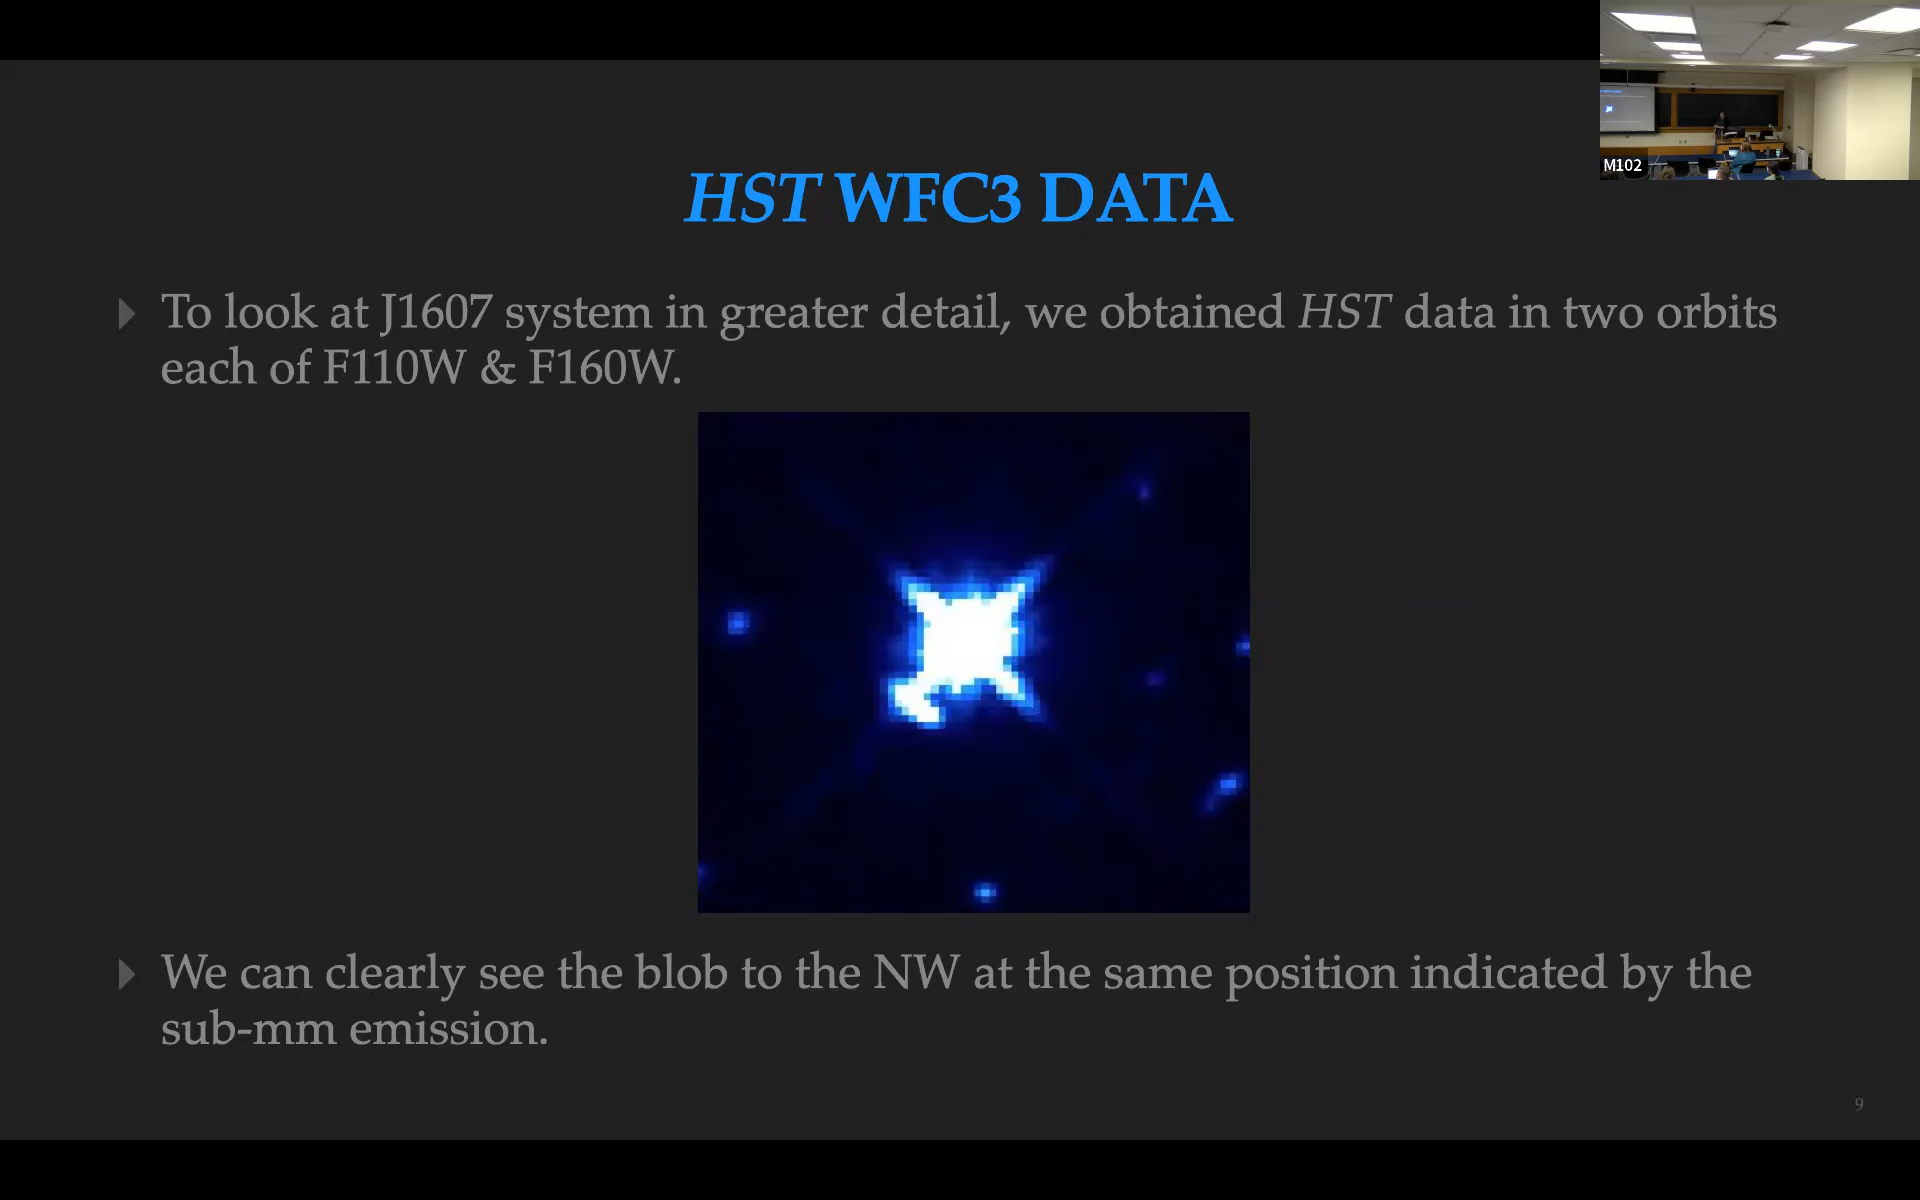 HST WFC3 DATA
To look at J1607 system in greater detail, we obtained HST data in two orbits
each of F110W & F160W.
We can clearly see the blob to the NW at the same position indicated by the
sub-mm emission.
9
M102